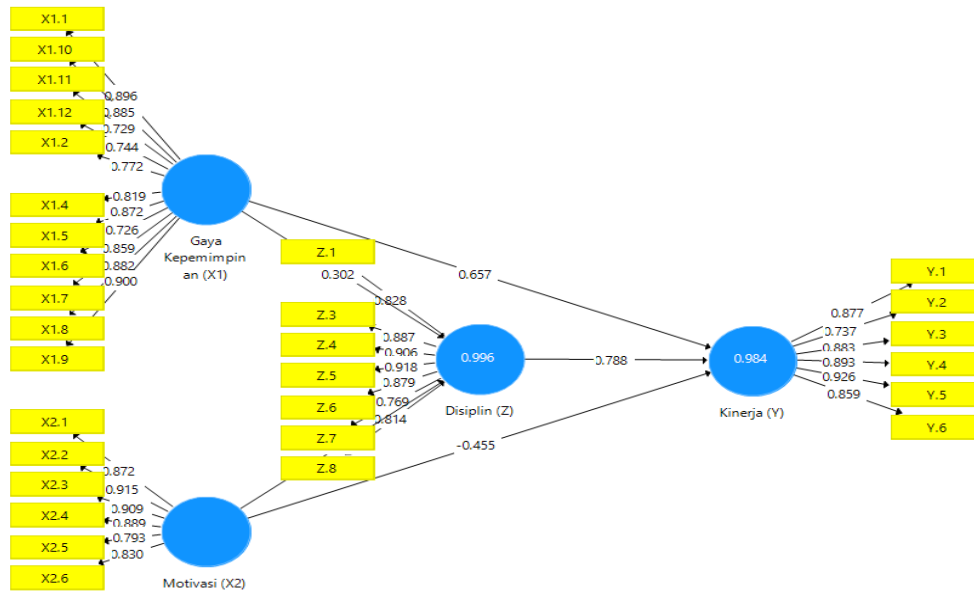 X1.1
X1.10
X1.11
X1.12
X1.2
0.896
0.885
0.729
0.744
0.772
X1.4
X1.5
X1.6
X1.7
X1.8
X1.9
0.819
0.872
0.726
0.859
0.882
0.900
Gaya
Kepemimpin
an (X1)
Z.1
0.302
0.828
0.657
Z.3
Z.4
Z.5
Z.6
Z.7
Z.8
0.887
0.906
0.918
0.879
0.769
0.814
0.996
Disiplin (Z)
0.788
0.984
Kinerja (Y)
0.877
0.737
0.883
0.893
0.926
0.859
Y.1
Y.2
Y.3
Y.4
Y.5
Y.6
-0.455
X2.1
X2.2
X2.3
X2.4
X2.5
X2.6
0.872
0.915
0.909
0.889
0.793
0.830
Motivasi (X2)